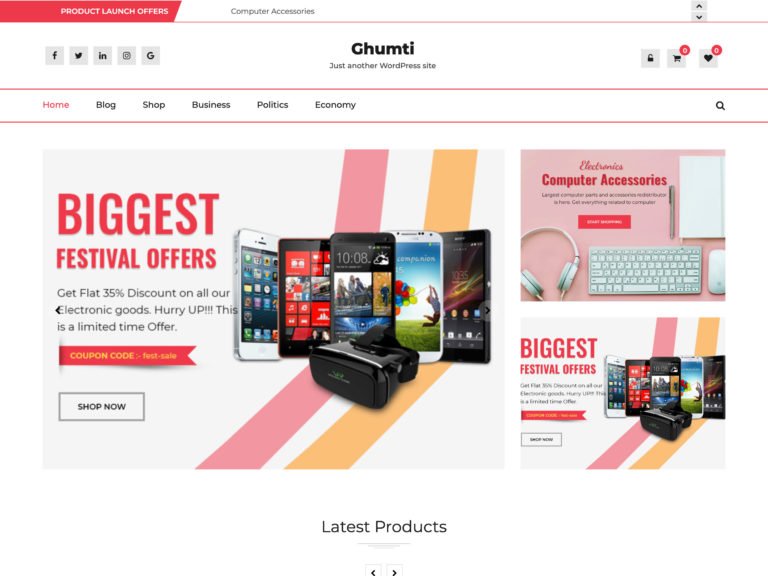 PRODUCT LAUNCH OFFERS
Computer Accessories
Ghumti
Just another WordPress site
0
0
Home
Blog
Shop
Business
Politics
Economy
BIGGEST
FESTIVAL OFFERS
Get Flat 35% Discount on all our
Electronic goods. Hurry UP!!! This
is a limited time Offer.
COUPON CODE :- fest-sale
SHOP NOW
companion
Electronics
Computer Accessories
Largest computer parts and accessories redistributor
is here. Get everything related to computer
START SHOPPING
BIGGEST
FESTIVAL OFFERS
Get Flat 35% Discount on all our
Electronic goods. Hurry UP!!! This
is a limited time Offer.
COUPON CODE :- fest-sale
SHOP NOW
Latest Products